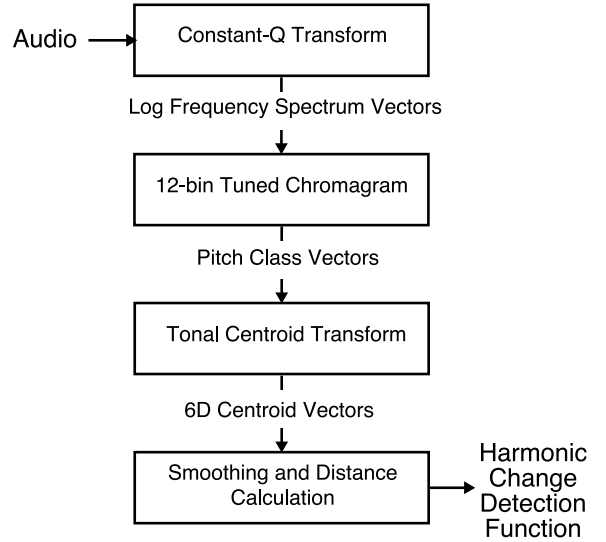 Audio
Constant-Q Transform
Log Frequency Spectrum Vectors
12-bin Tuned Chromagram
Pitch Class Vectors
Tonal Centroid Transform
6D Centroid Vectors
Smoothing and Distance
Calculation
Harmonic
Change
Detection
Function